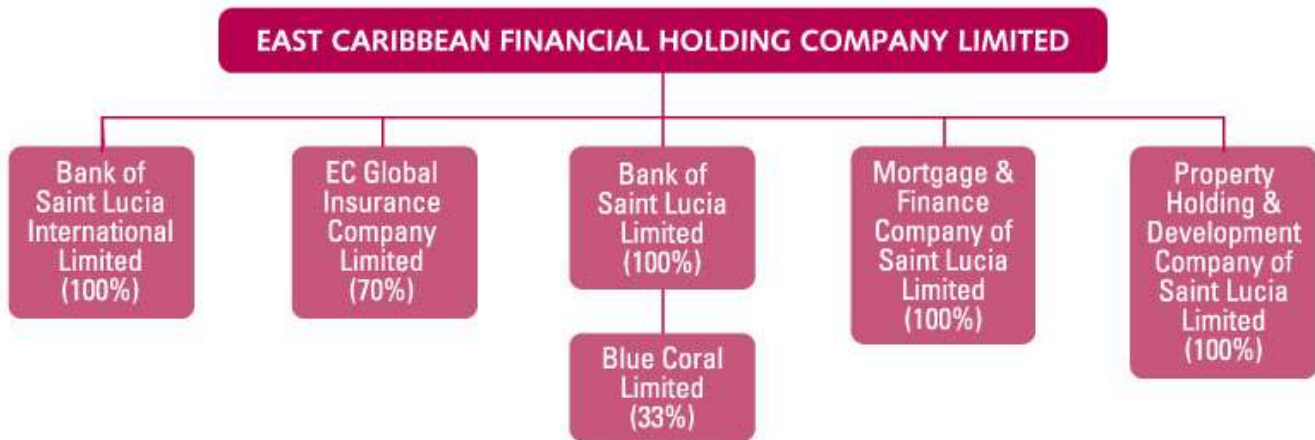 EAST CARIBBEAN FINANCIAL HOLDING COMPANY LIMITED
Bank of
Saint Lucia
International
Limited
(100%)
EC Global
Insurance
Company
Limited
(70%)
Bank of
Saint Lucia
Limited
(100%)
Blue Coral
Limited
(33%)
Mortgage &
Finance
Company of
Saint Lucia
Limited
(100%)
Property
Holding &
Development
Company of
Saint Lucia
Limited
(100%)